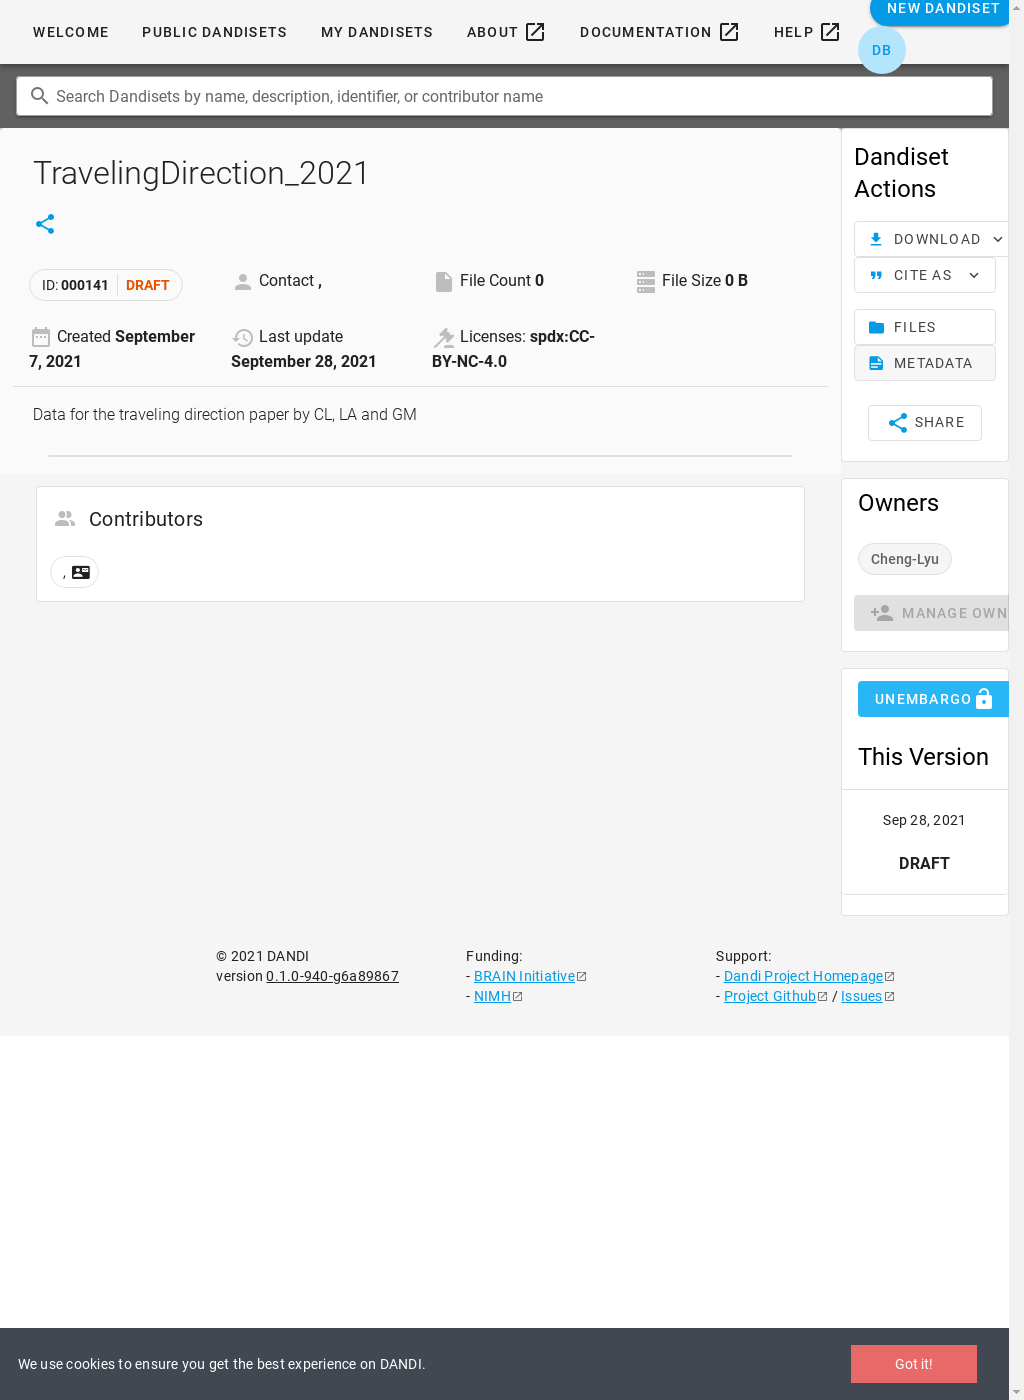 WELCOME
PUBLIC DANDISETS
MY DANDISETS
ABOUT
DOCUMENTATION
HELP
NEW DANDISET
DB
Search Dandisets by name, description, identifier, or contributor name
TravelingDirection_2021
ID: 000141
DRAFT
Contact ,
File Count 0
File Size 0 B
Created September
7, 2021
Last update
September 28, 2021
Licenses: spdx:CC-
BY-NC-4.0
Data for the traveling direction paper by CL, LA and GM
Contributors
,
Dandiset
Actions
DOWNLOAD
CITE AS
FILES
METADATA
SHARE
Owners
Cheng-Lyu
MANAGE OWN
UNEMBARGO
This Version
Sep 28, 2021
DRAFT
© 2021 DANDI
version 0.1.0-940-g6a89867
Funding:
- BRAIN Initiative
- NIMH
Support:
- Dandi Project Homepage
- Project Github / Issues
We use cookies to ensure you get the best experience on DANDI.
Got it!